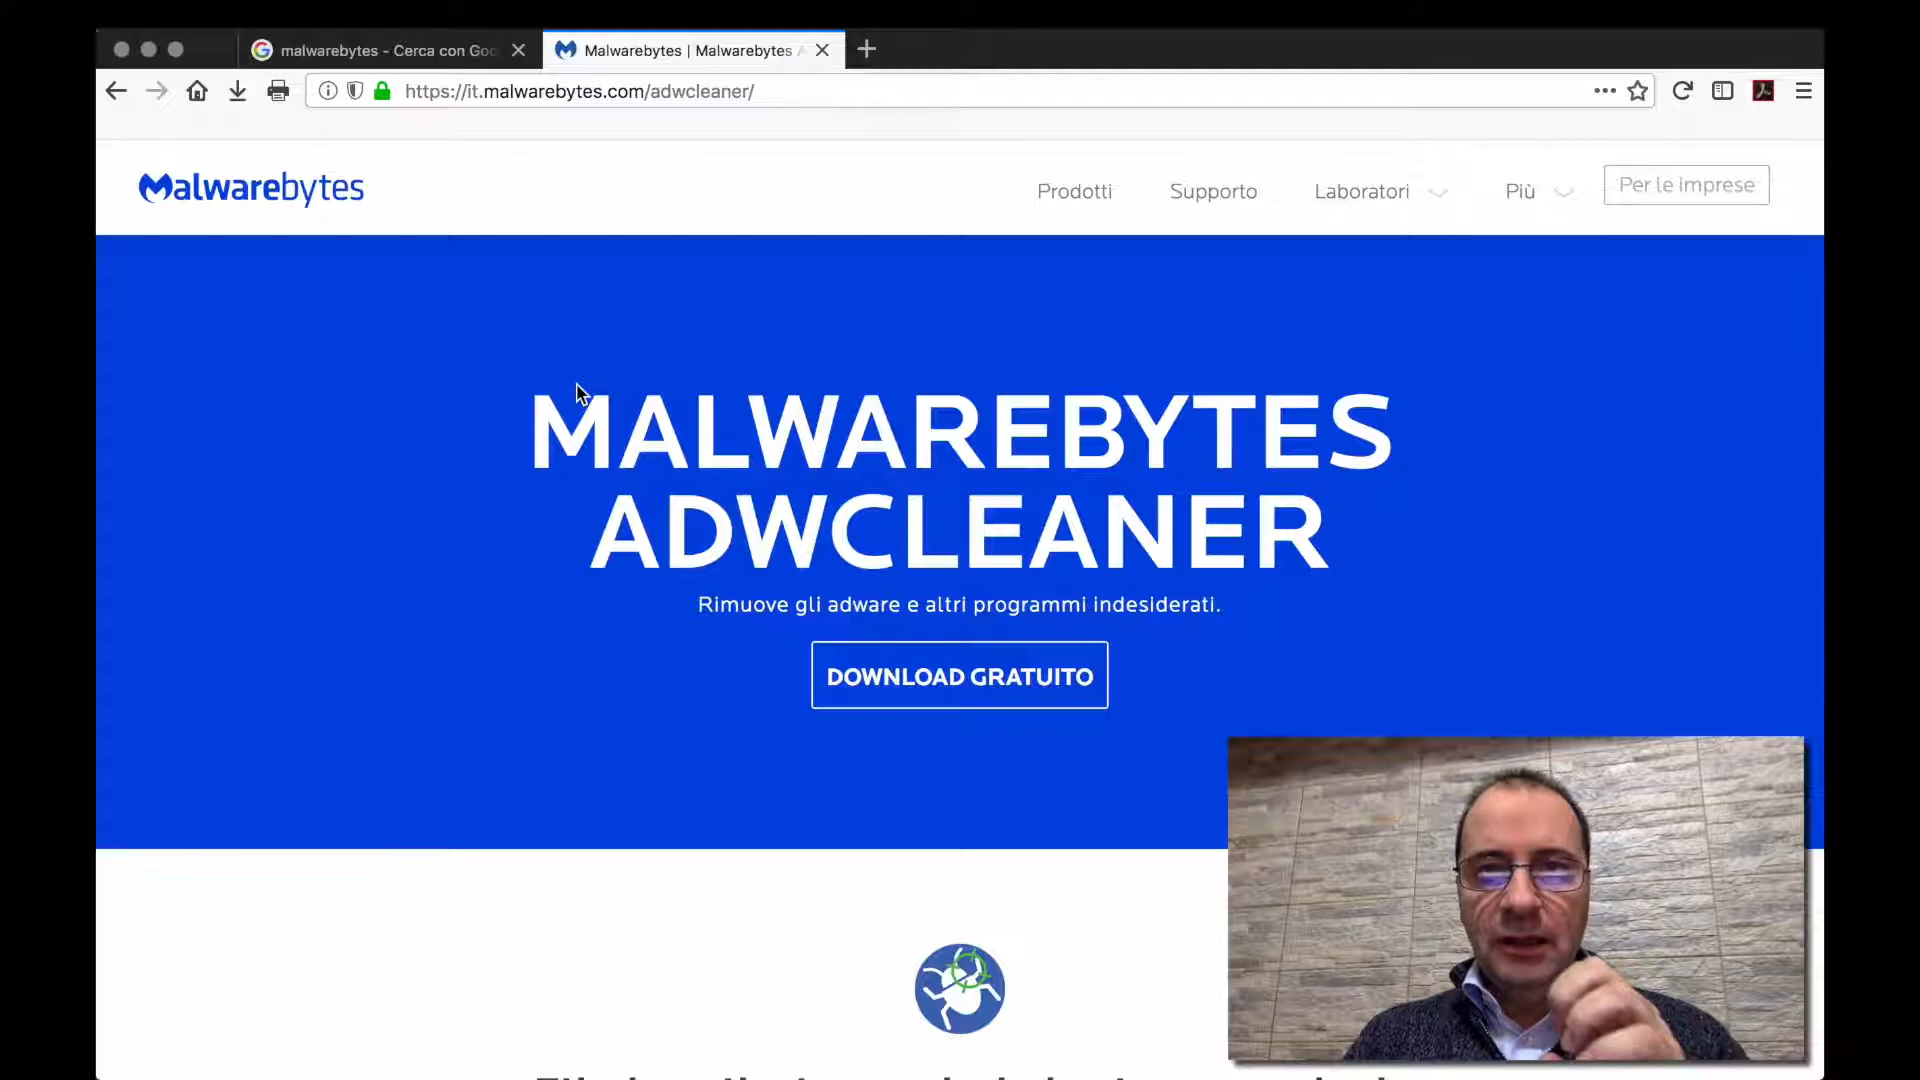 malwarebytes - Cerca con Goo
Malwarebytes | Malwarebytes A
https://it.malwarebytes.com/adwcleaner/
Malwarebytes
Prodotti
Supporto
Laboratori
Più
Per le imprese
MALWAREBYTES
ADWCLEANER
Rimuove gli adware e altri programmi indesiderati.
DOWNLOAD GRATUITO